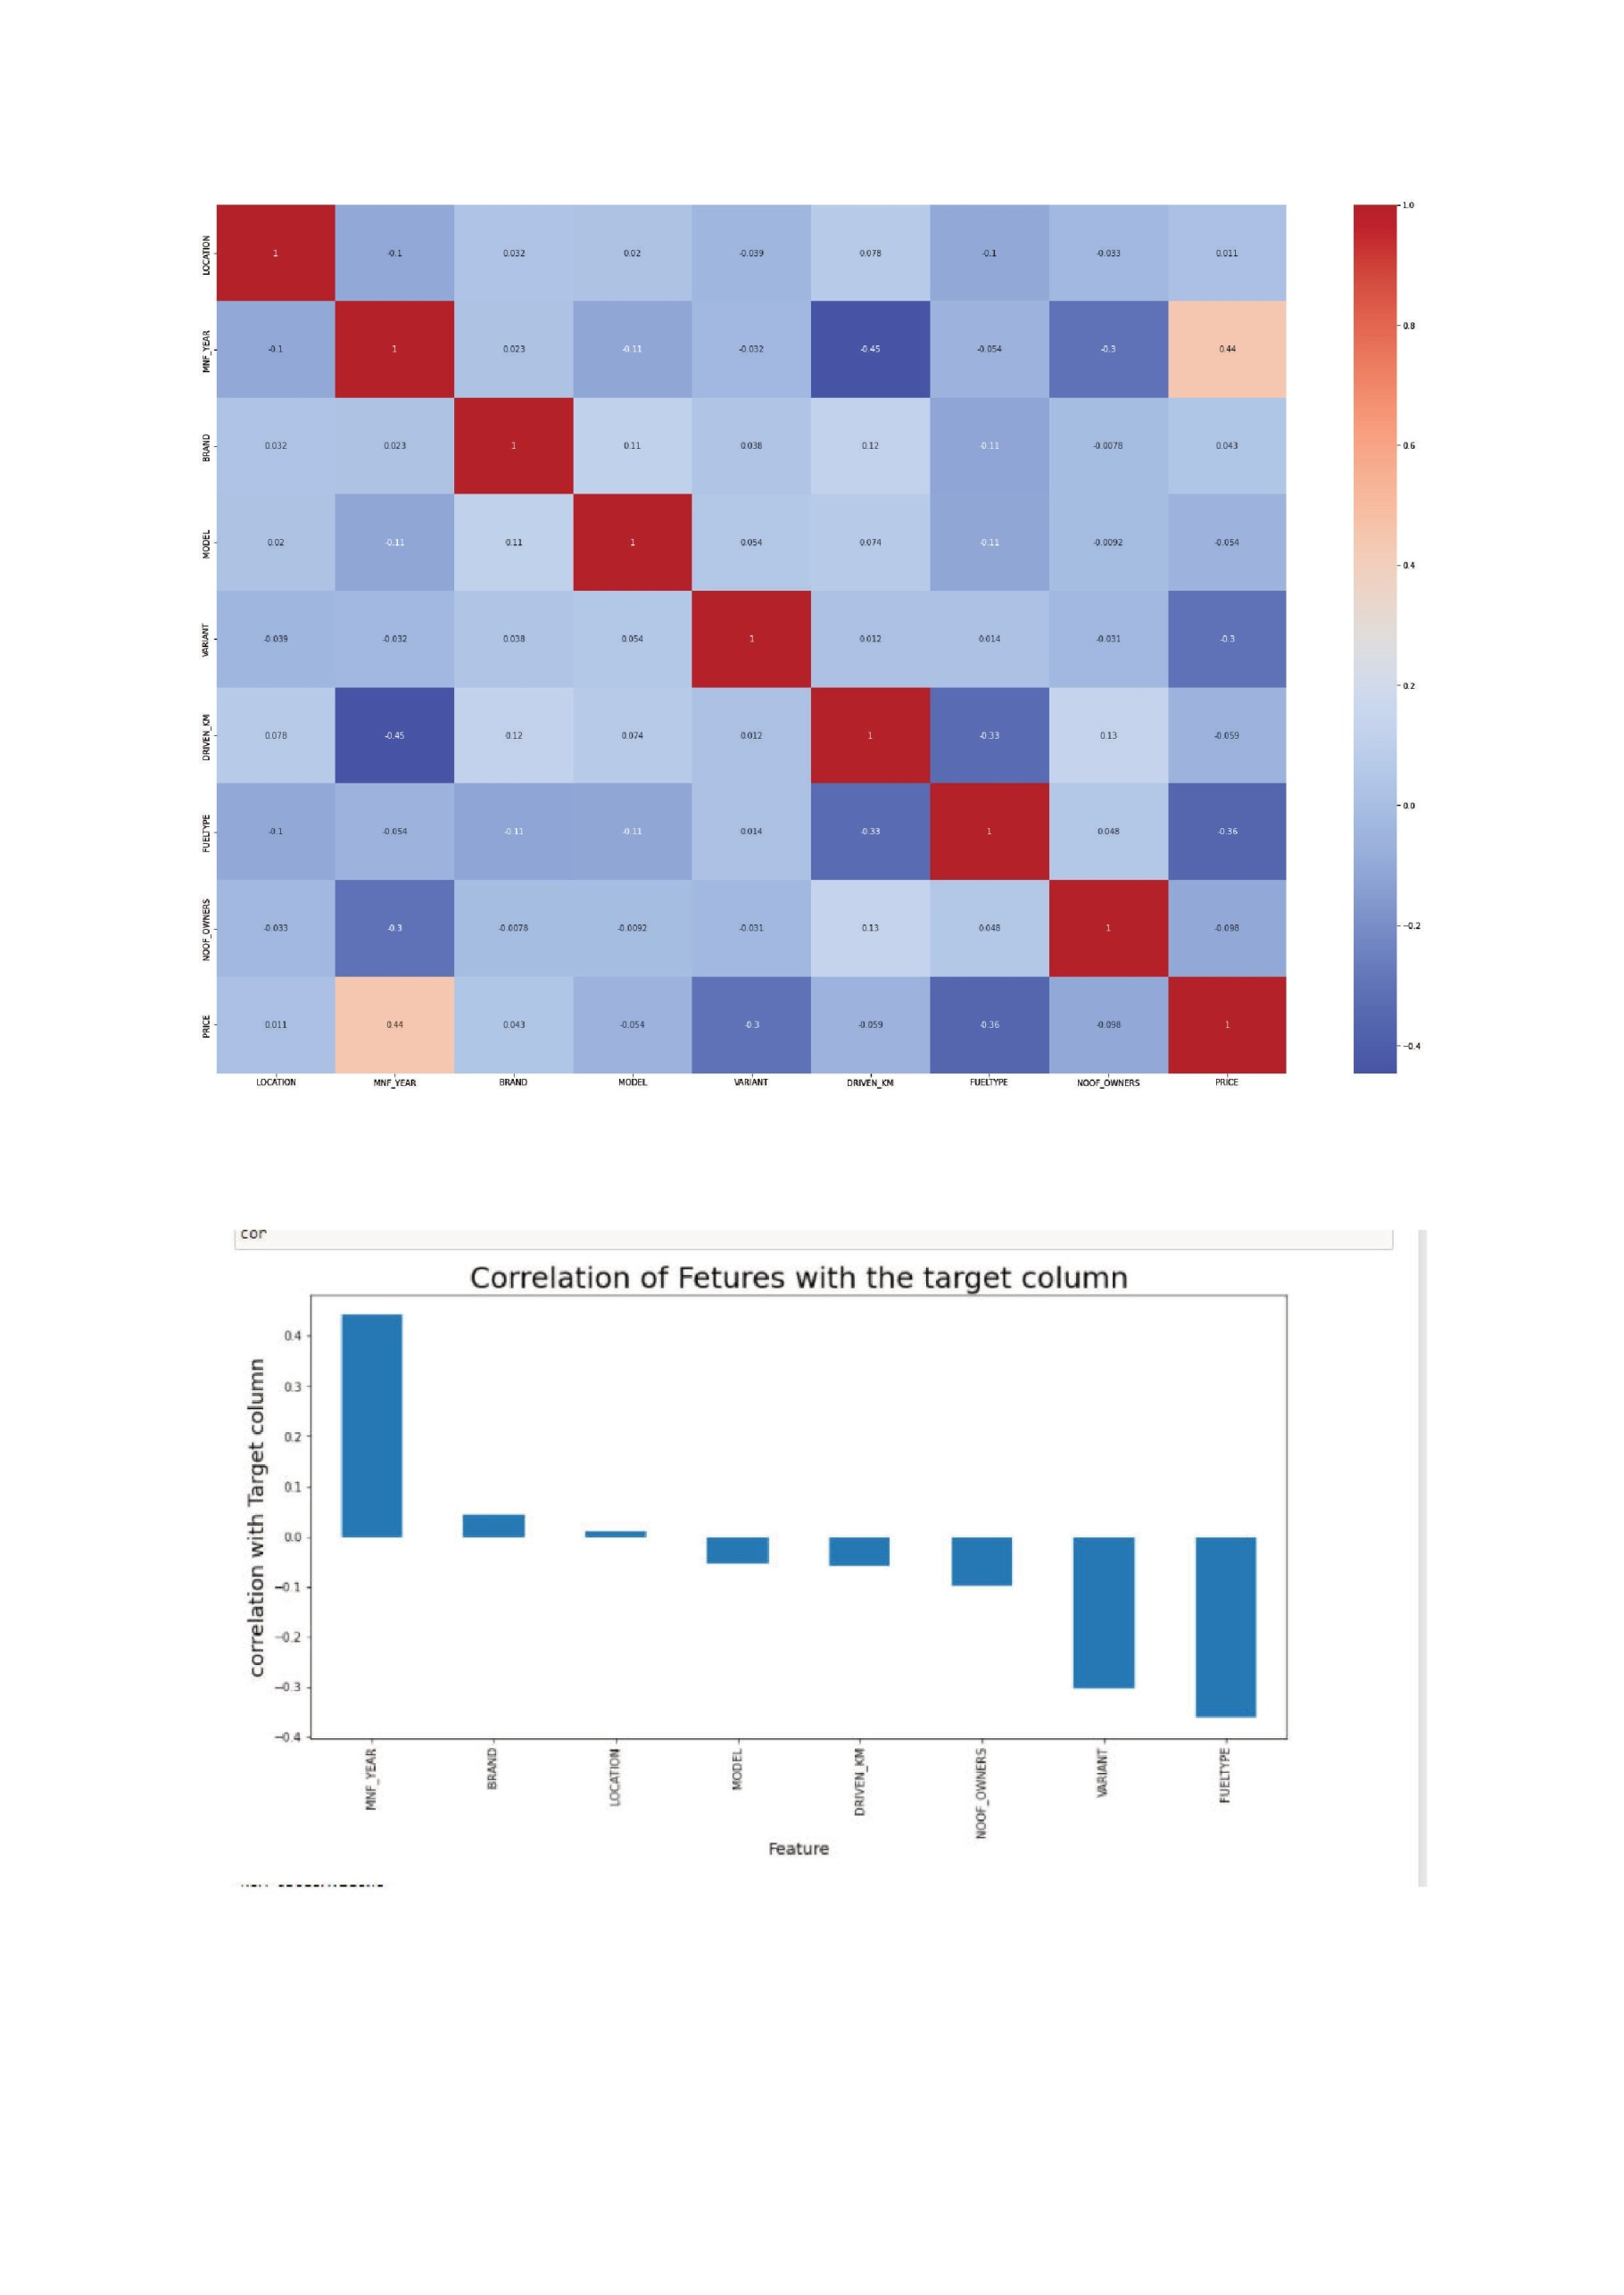 1.0
LOCATION 1 -0.1 0.032 0.02 -0.039 0.078 -0.1 -0.033 0.011
0.8
MNF_YEAR -0.1 1 0.023 -0.11 -0.032 -0.45 -0.054 -0.3 0.44
BRAND 0.032 0.023 1 0.11 0.038 0.12 -0.11 -0.0078 0.043
0.6
MODEL 0.02 -0.11 0.11 1 0.054 0.074 -0.11 -0.0092 -0.054
0.4
VARIANT -0.039 -0.032 0.038 0.054 1 0.012 0.014 -0.031 -0.3
0.2
DRIVEN_KM 0.078 -0.45 0.12 0.074 0.012 1 -0.33 0.13 -0.059
0.0
FUELTYPE -0.1 -0.054 -0.11 -0.11 0.014 -0.33 1 0.048 -0.36
-0.2
NOOF_OWNERS -0.033 -0.3 -0.0078 -0.0092 -0.031 0.13 0.048 1 -0.098
PRICE 0.011 0.44 0.043 -0.054 -0.3 -0.059 -0.36 -0.098 1
-0.4
LOCATION MNF_YEAR BRAND MODEL VARIANT DRIVEN_KM FUELTYPE NOOF_OWNERS PRICE
cor
Correlation of Fetures with the target column
correlation with Target column
0.4
0.3
0.2
0.1
0.0
-0.1
-0.2
-0.3
-0.4
MNF_YEAR BRAND LOCATION MODEL DRIVEN_KM NOOF_OWNERS VARIANT FUELTYPE
Feature